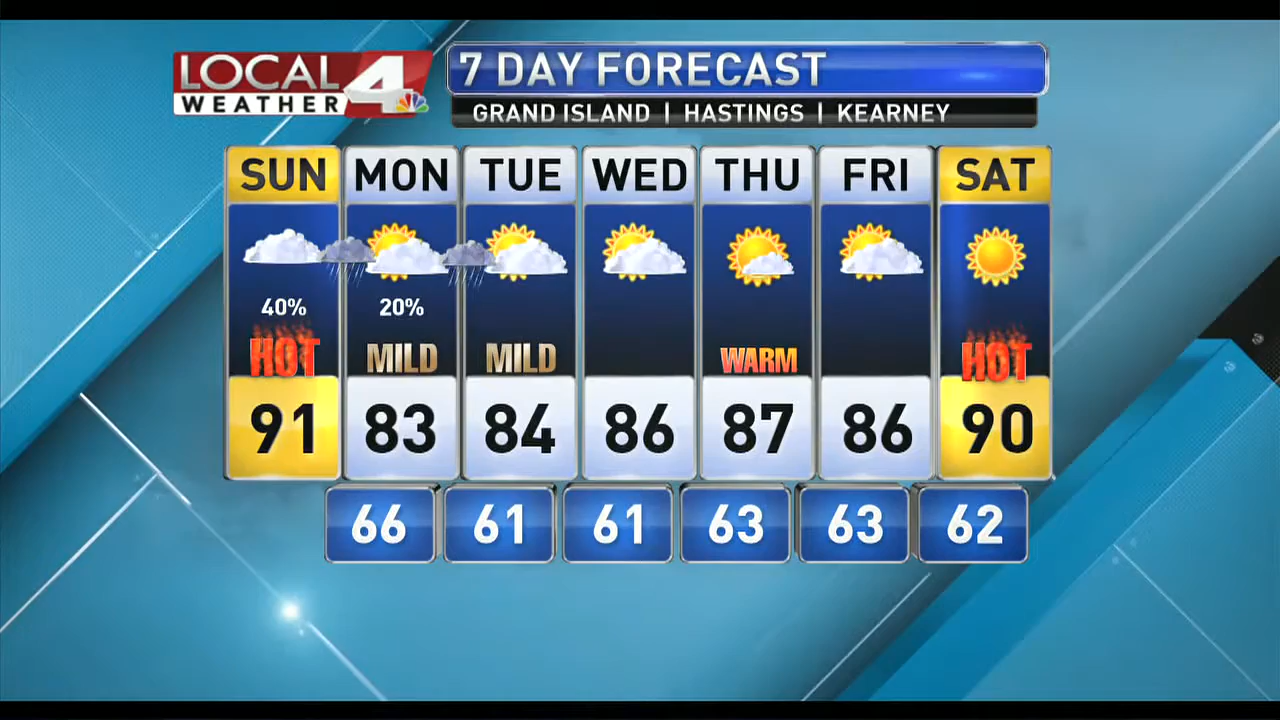 LOCAL 4
WEATHER
7 DAY FORECAST
GRAND ISLAND | HASTINGS | KEARNEY
SUN MON TUE WED THU FRI SAT
40% 20%
HOT MILD MILD WARM HOT
91 83 84 86 87 86 90
66 61 61 63 63 62